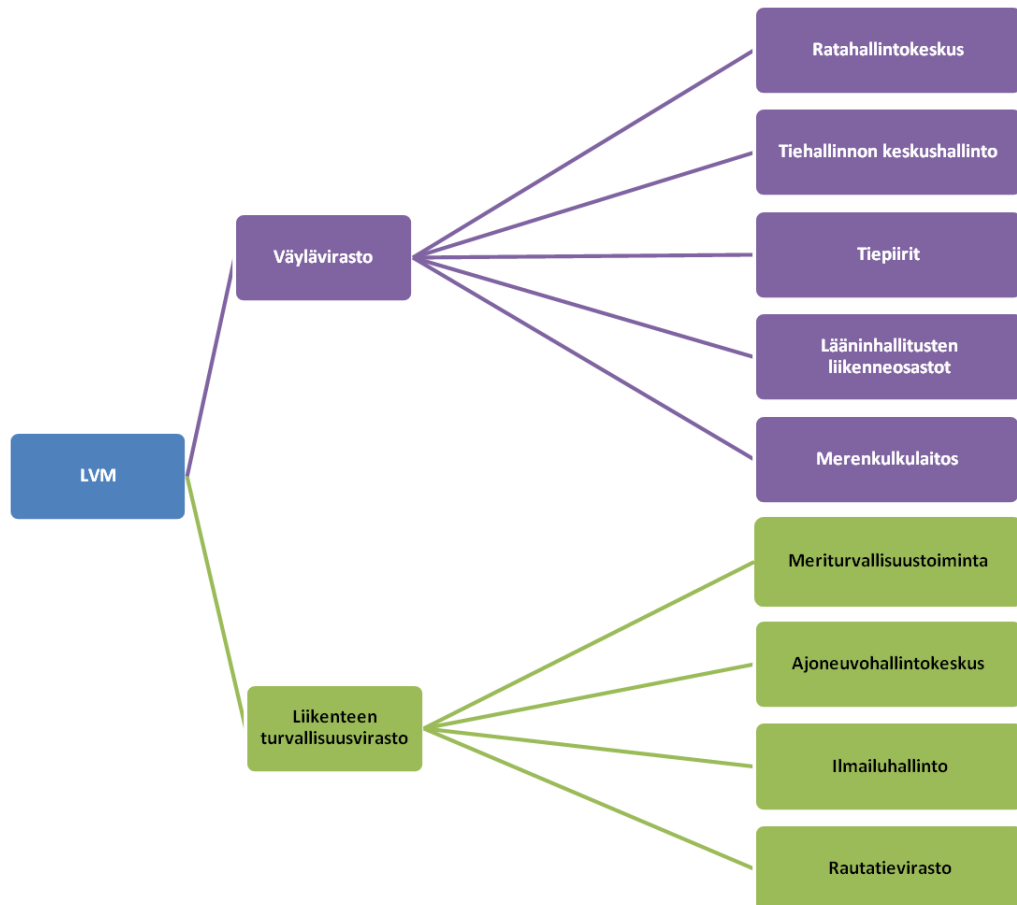 LVM
Väylävirasto
Ratahallintokeskus
Tiehallinnon keskushallinto
Tiepiirit
Lääninhallitusten
liikenneosastot
Merenkulkulaitos
Liikenteen
turvallisuusvirasto
Meriturvallisuustoiminta
Ajoneuvohallintokeskus
Ilmailuhallinto
Rautatievirasto